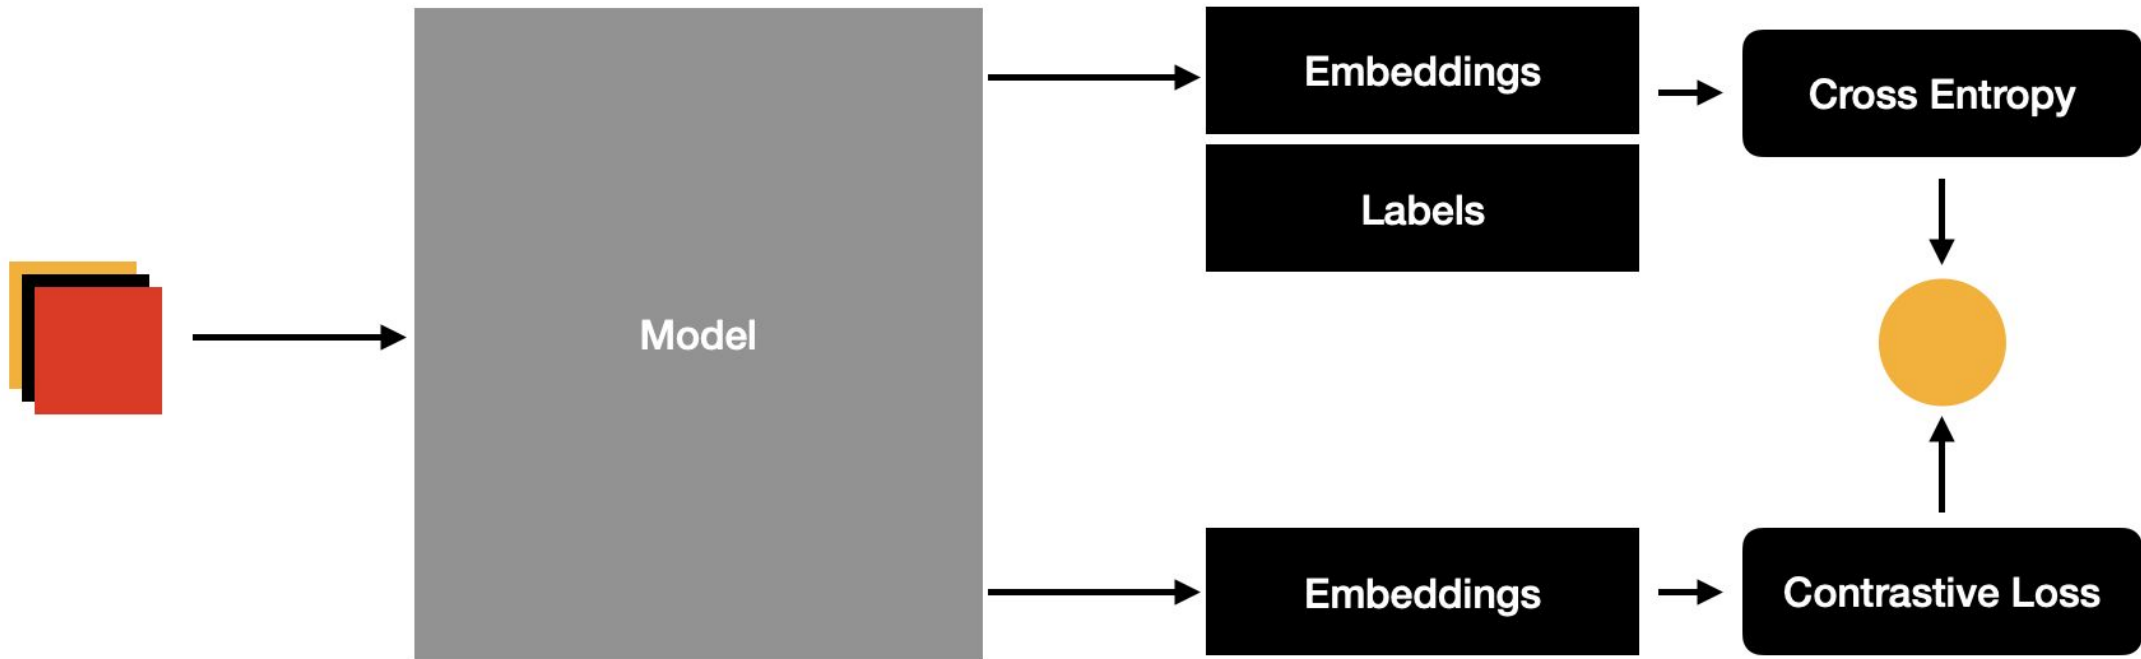 Embeddings
Cross Entropy
Labels
Model
Embeddings
Contrastive Loss